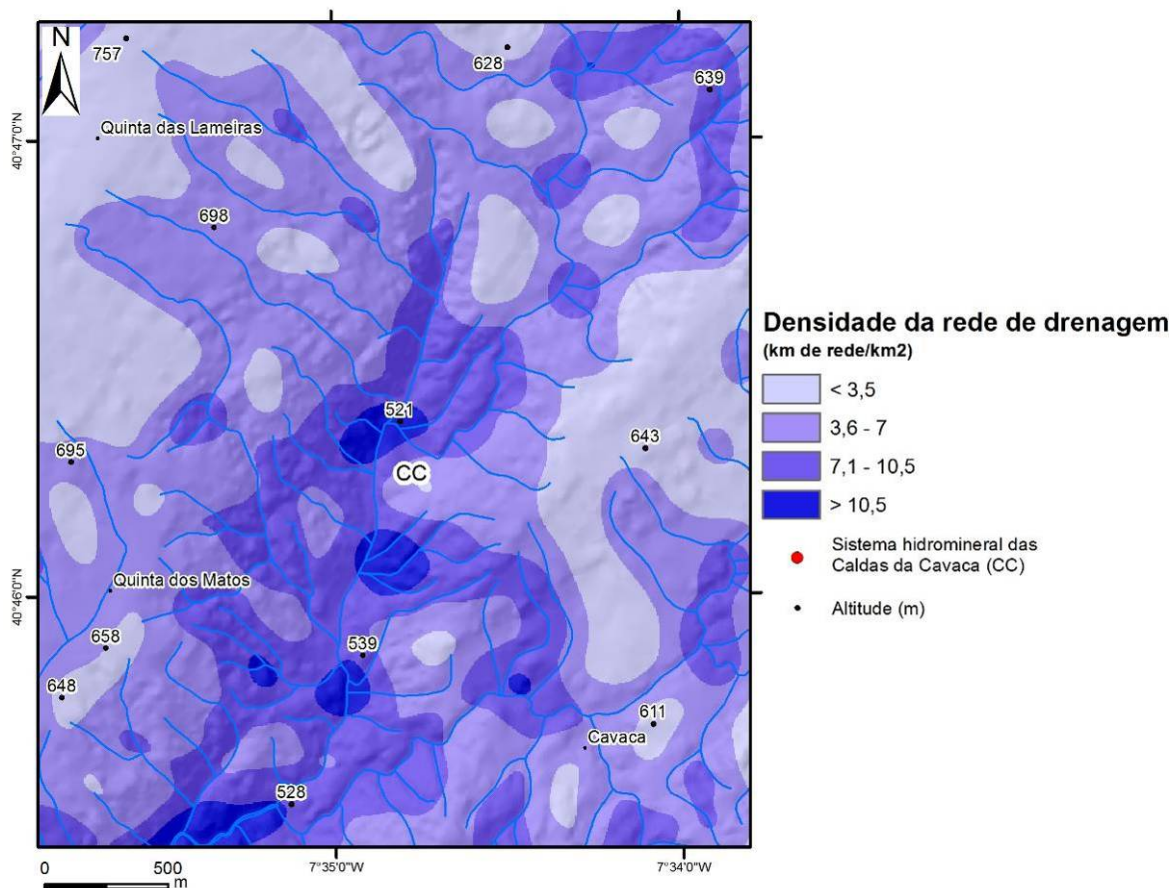 N
757
628
639
Quinta das Lameiras
40°47'0"N
698
521
695
643
CC
Quinta dos Matos
40°46'0"N
658
539
648
611
Cavaca
528
0 500
m
7°35'0"W
7°34'0"W
Densidade da rede de drenagem
(km de rede/km2)
< 3,5
3,6 - 7
7,1 - 10,5
> 10,5
Sistema hidromineral das
Caldas da Cavaca (CC)
Altitude (m)